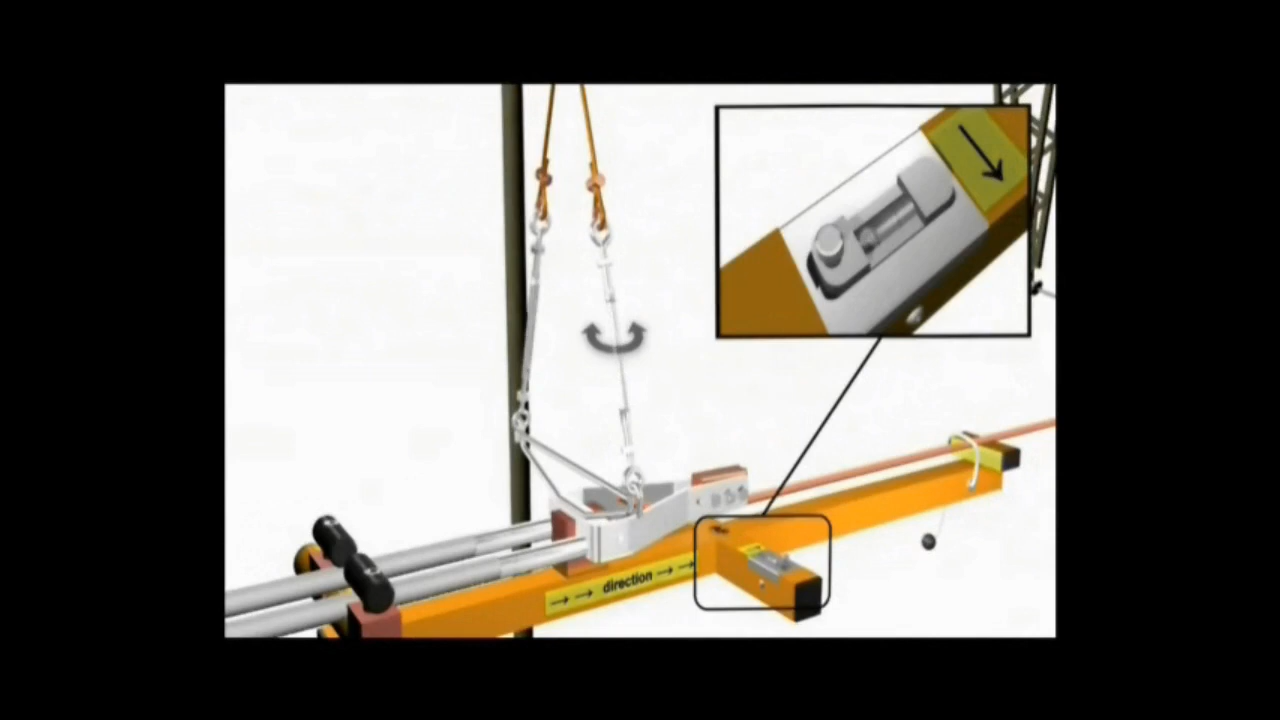 → → direction → →